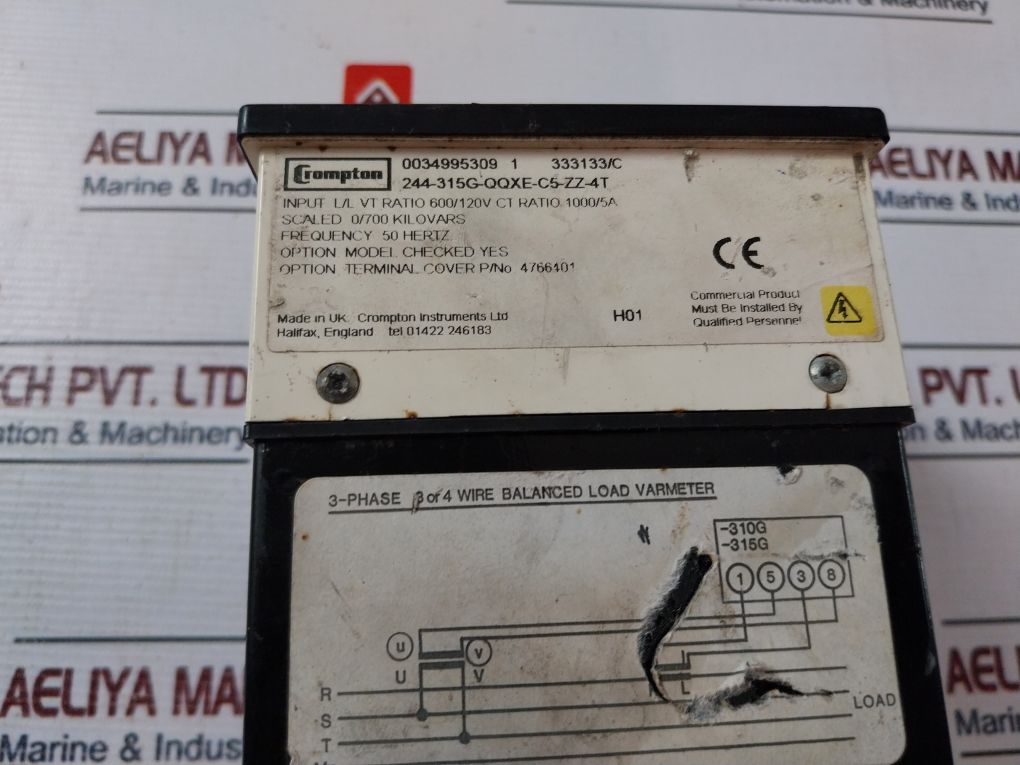 tomation & Machinery
AELIYA MA
Marine & Indu
Crompton
0034995309 1 333133/C
244-315G-QQXE-C5-ZZ-4T
INPUT L/L VT RATIO 600/120V CT RATIO 1000/5A
SCALED 0/700 KILOVARS
FREQUENCY 50 HERTZ
OPTION MODEL CHECKED YES
OPTION TERMINAL COVER P/No 4766401
CE
Made in UK. Crompton Instruments Ltd
Halifax, England tel 01422 246183
H01
Commercial Product
Must Be Installed By
Qualified Personnel
AELIYA MA
Marine & Indus
ECH PVT. LTD
ation & Machinery
PVT.
n & Mach
3-PHASE 3 or 4 WIRE BALANCED LOAD VARMETER
-310G
-315G
1 5 3 8
u v
U V
L
R
S
T
LOAD
AELIYA MA
Marine & Indus
AELIYA
Marine &